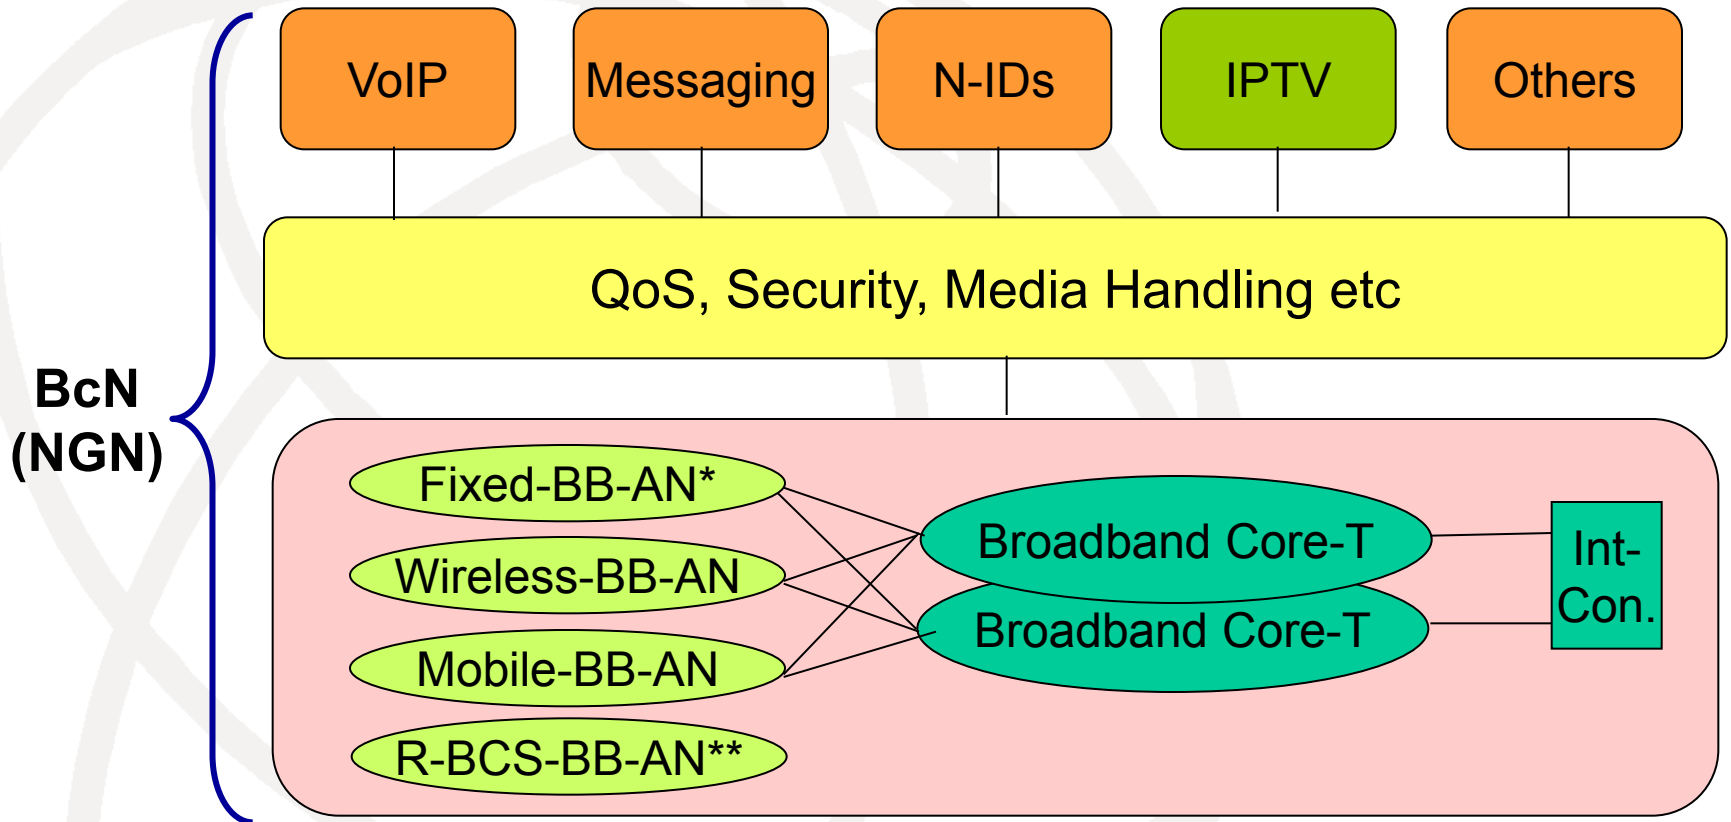 VoIP
Messaging
N-IDs
IPTV
Others
QoS, Security, Media Handling etc
BcN
(NGN)
Fixed-BB-AN*
Wireless-BB-AN
Mobile-BB-AN
R-BCS-BB-AN**
Broadband Core-T
Broadband Core-T
Int-
Con.